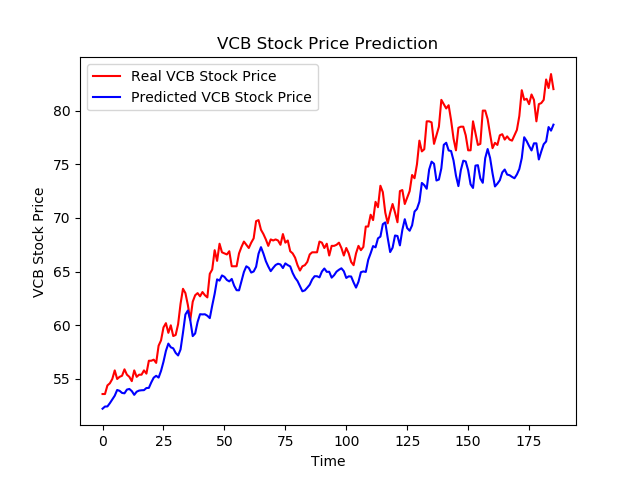 VCB Stock Price Prediction
Real VCB Stock Price
Predicted VCB Stock Price
VCB Stock Price
80
75
70
65
60
55
0
25
50
75
100
125
150
175
Time